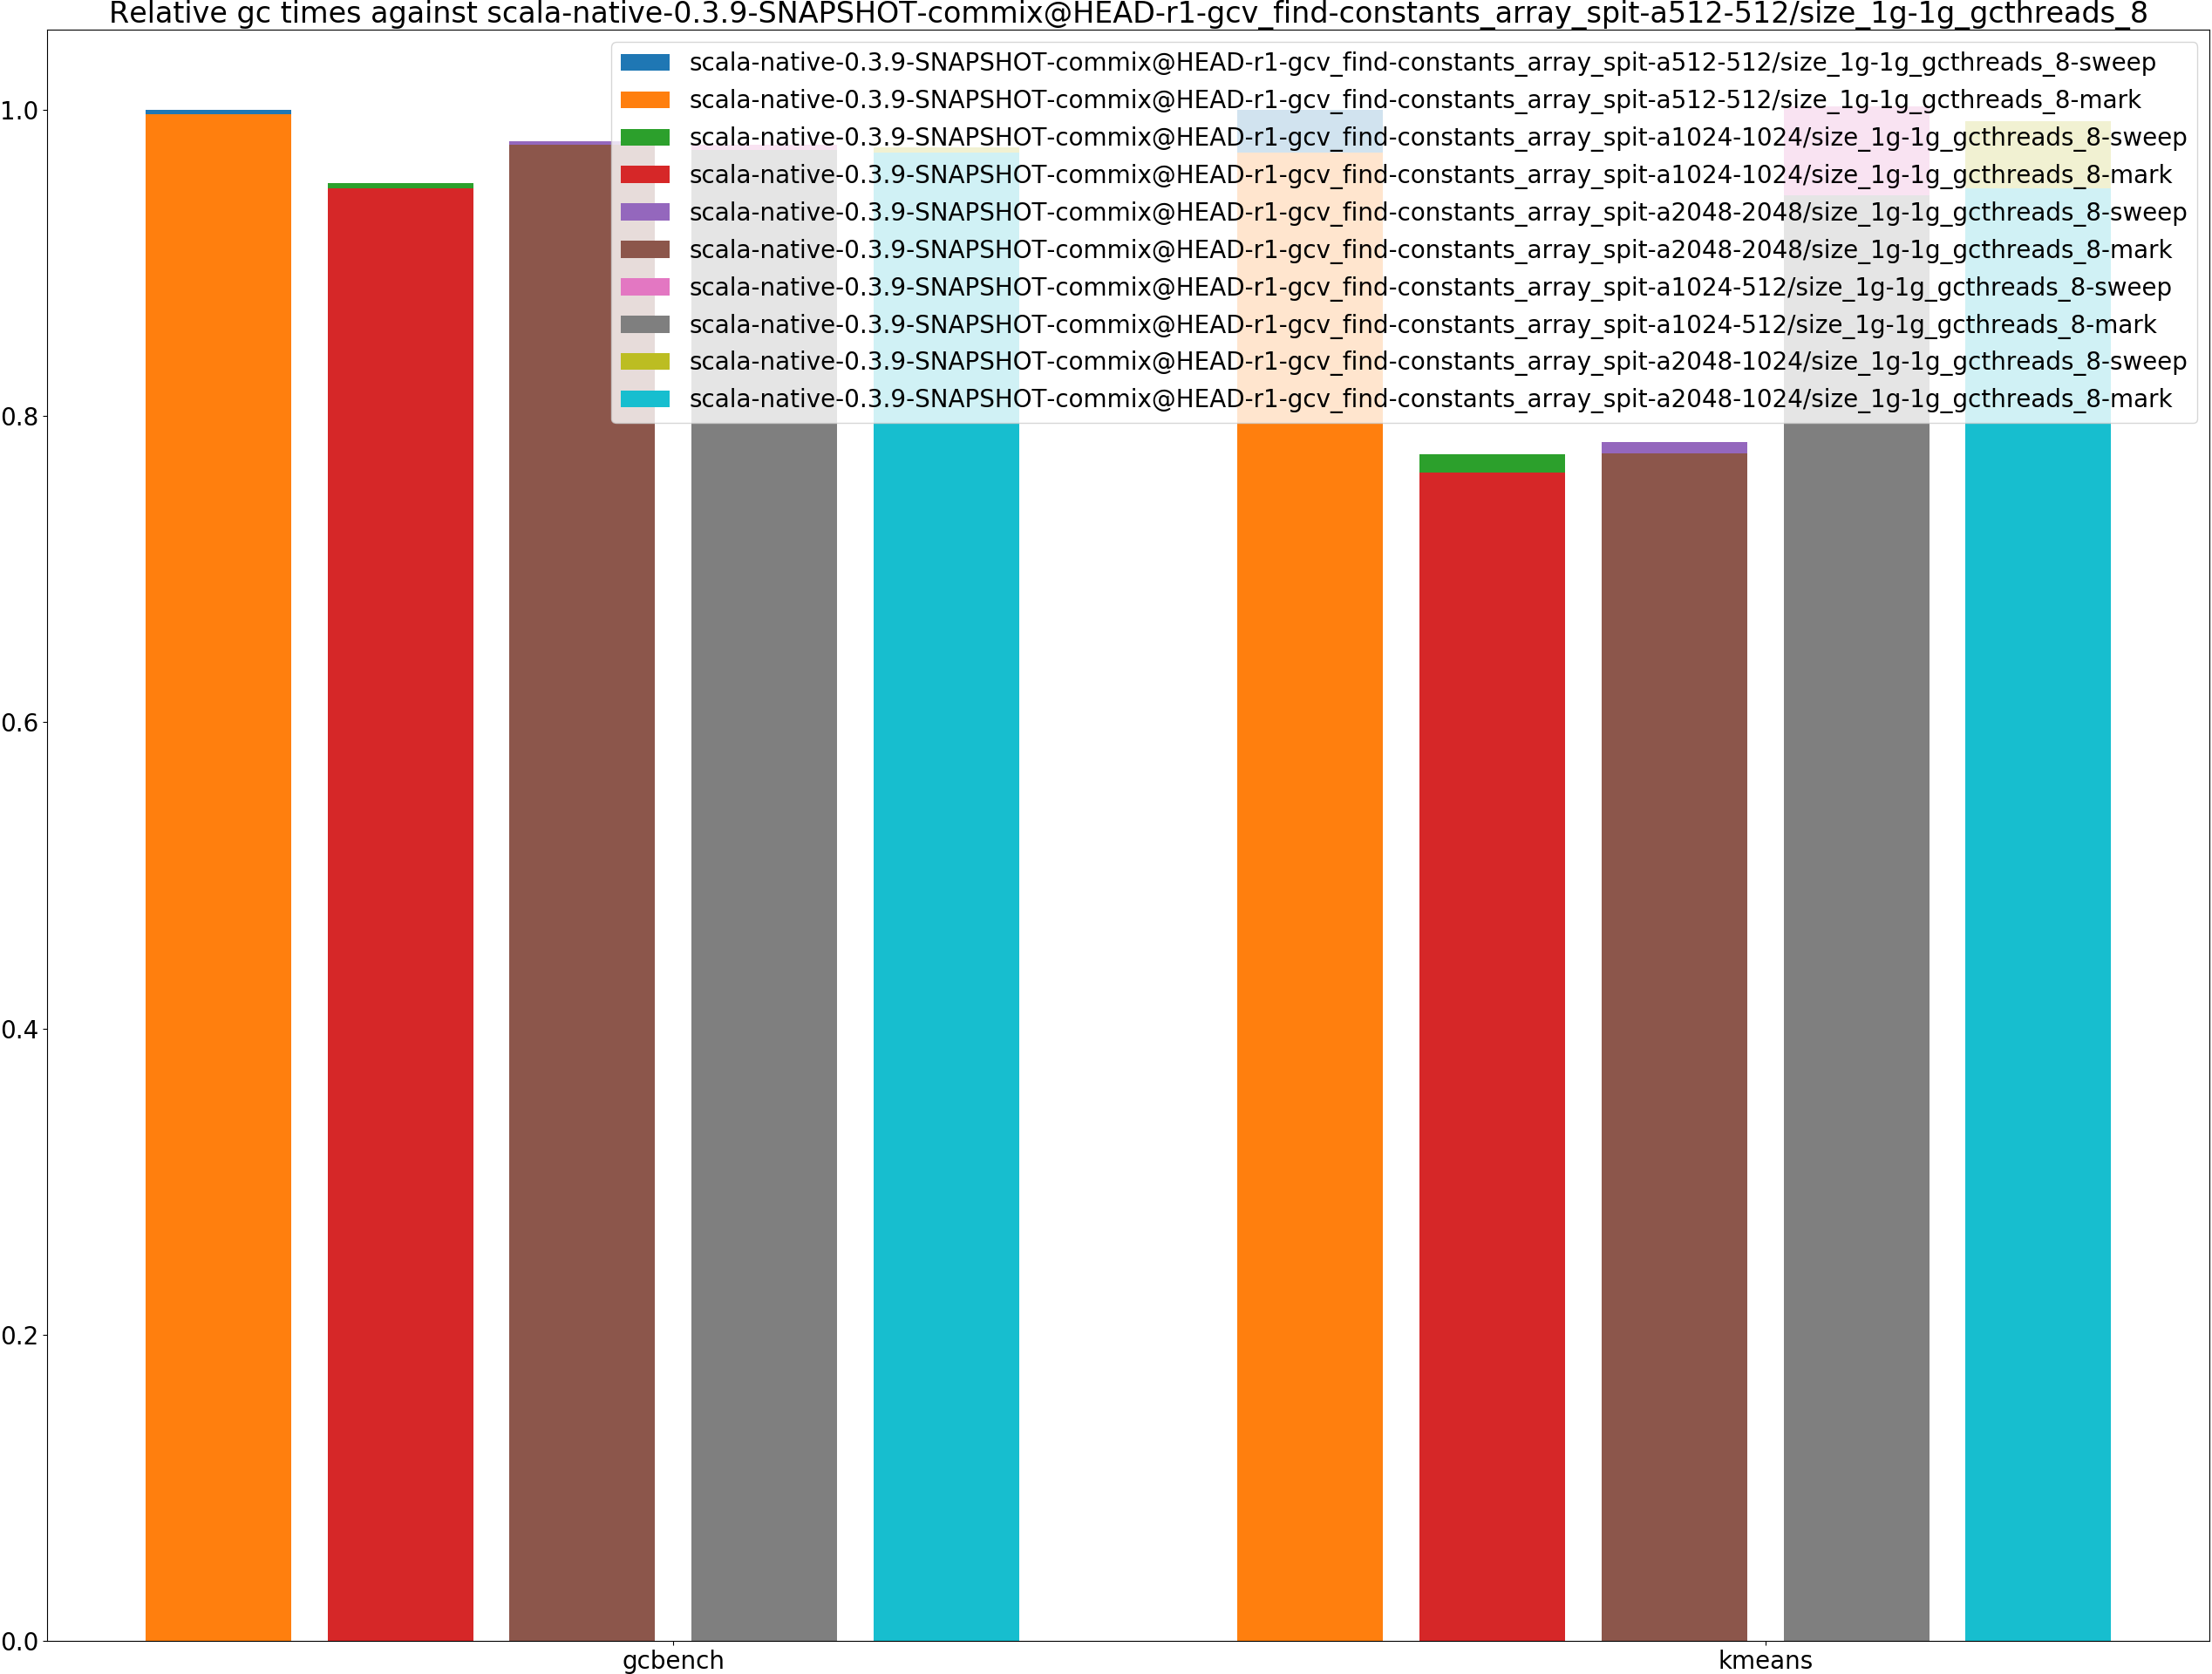 Relative gc times against scala-native-0.3.9-SNAPSHOT-commix@HEAD-r1-gcv_find-constants_array_spit-a512-512/size_1g-1g_gcthreads_8
scala-native-0.3.9-SNAPSHOT-commix@HEAD-r1-gcv_find-constants_array_spit-a512-512/size_1g-1g_gcthreads_8-sweep
scala-native-0.3.9-SNAPSHOT-commix@HEAD-r1-gcv_find-constants_array_spit-a512-512/size_1g-1g_gcthreads_8-mark
scala-native-0.3.9-SNAPSHOT-commix@HEAD-r1-gcv_find-constants_array_spit-a1024-1024/size_1g-1g_gcthreads_8-sweep
scala-native-0.3.9-SNAPSHOT-commix@HEAD-r1-gcv_find-constants_array_spit-a1024-1024/size_1g-1g_gcthreads_8-mark
scala-native-0.3.9-SNAPSHOT-commix@HEAD-r1-gcv_find-constants_array_spit-a2048-2048/size_1g-1g_gcthreads_8-sweep
scala-native-0.3.9-SNAPSHOT-commix@HEAD-r1-gcv_find-constants_array_spit-a2048-2048/size_1g-1g_gcthreads_8-mark
scala-native-0.3.9-SNAPSHOT-commix@HEAD-r1-gcv_find-constants_array_spit-a1024-512/size_1g-1g_gcthreads_8-sweep
scala-native-0.3.9-SNAPSHOT-commix@HEAD-r1-gcv_find-constants_array_spit-a1024-512/size_1g-1g_gcthreads_8-mark
scala-native-0.3.9-SNAPSHOT-commix@HEAD-r1-gcv_find-constants_array_spit-a2048-1024/size_1g-1g_gcthreads_8-sweep
scala-native-0.3.9-SNAPSHOT-commix@HEAD-r1-gcv_find-constants_array_spit-a2048-1024/size_1g-1g_gcthreads_8-mark
1.0
0.8
0.6
0.4
0.2
0.0
gcbench
kmeans